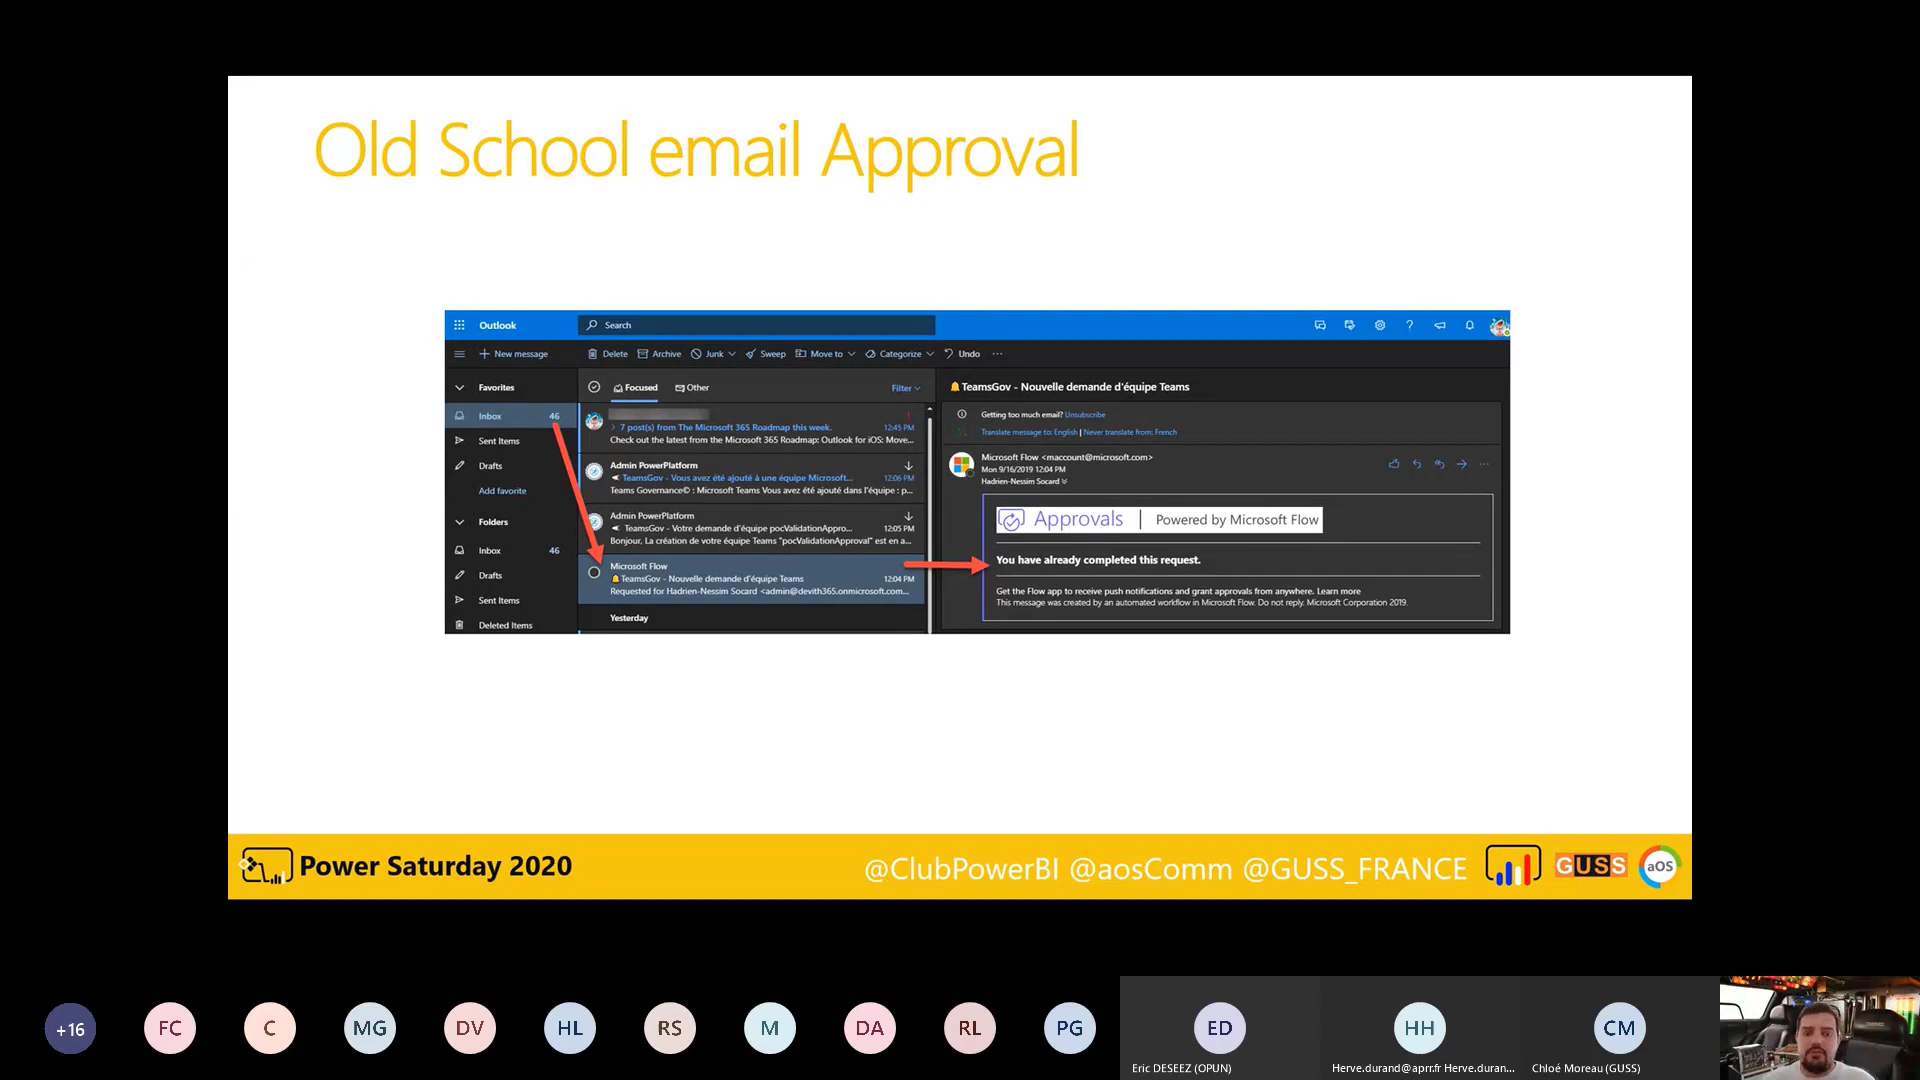 Old School email Approval
Outlook
Search
New message
Delete
Archive
Junk
Sweep
Move to
Categorize
Undo
Favorites
Inbox 46
Sent Items
Drafts
Add favorite
Folders
Inbox 46
Drafts
Sent Items
Deleted Items
Focused
Other
Filter
7 post(s) from The Microsoft 365 Roadmap this week. 12:45 PM
Check out the latest from the Microsoft 365 Roadmap: Outlook for iOS: Move...
Admin PowerPlatform
TeamsGov - Vous avez été ajouté à une équipe Microsoft... 12:06 PM
Teams Governance© : Microsoft Teams Vous avez été ajouté dans l'équipe : p...
Admin PowerPlatform
TeamsGov - Votre demande d'équipe pocValidationAppro... 12:05 PM
Bonjour, La création de votre équipe Teams "pocValidationApproval" est en a...
Microsoft Flow
TeamsGov - Nouvelle demande d'équipe Teams 12:04 PM
Requested for Hadrien-Nessim Socard <admin@devith365.onmicrosoft.com...
Yesterday
TeamsGov - Nouvelle demande d'équipe Teams
Getting too much email? Unsubscribe
Translate message to: English | Never translate from: French
Microsoft Flow <maccount@microsoft.com>
Mon 9/16/2019 12:04 PM
Hadrien-Nessim Socard
Approvals | Powered by Microsoft Flow
You have already completed this request.
Get the Flow app to receive push notifications and grant approvals from anywhere. Learn more
This message was created by an automated workflow in Microsoft Flow. Do not reply. Microsoft Corporation 2019.
Power Saturday 2020
@ClubPowerBI @aosComm @GUSS_FRANCE
GUSS
aOS
+16
FC
C
MG
DV
HL
RS
M
DA
RL
PG
ED
HH
CM
Eric DESEEZ (OPUN)
Herve.durand@aprr.fr Herve.duran...
Chloé Moreau (GUSS)